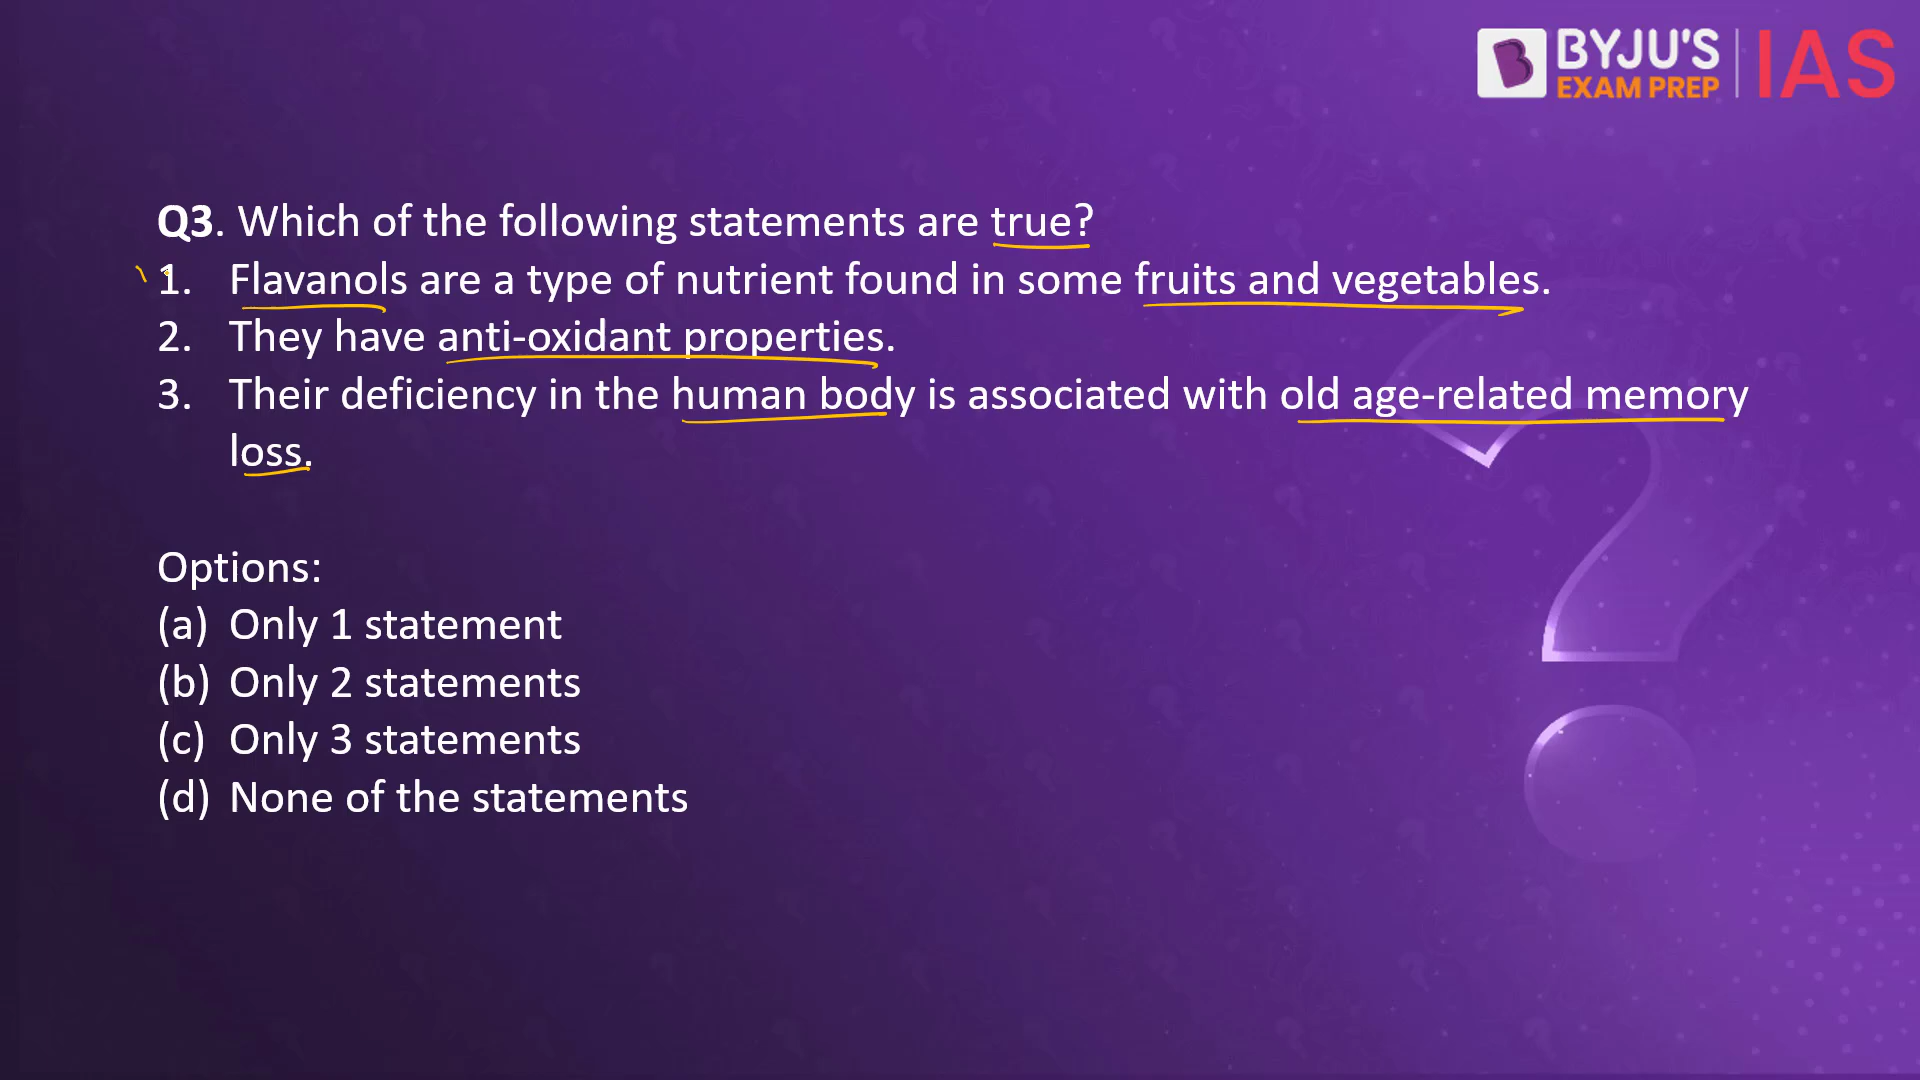 BYJU'S
EXAM PREP
IAS
Q3. Which of the following statements are true?
1. Flavanols are a type of nutrient found in some fruits and vegetables.
2. They have anti-oxidant properties.
3. Their deficiency in the human body is associated with old age-related memory
loss.
Options:
(a) Only 1 statement
(b) Only 2 statements
(c) Only 3 statements
(d) None of the statements